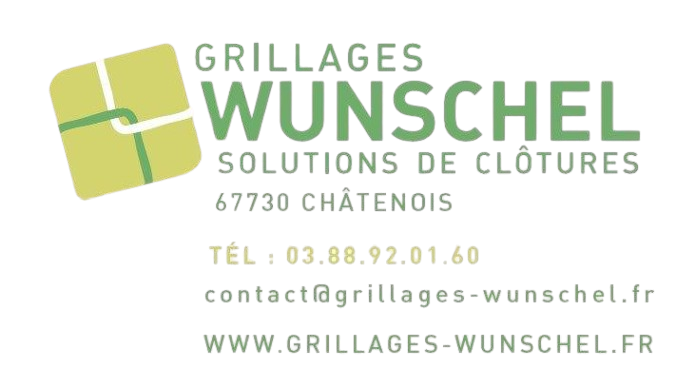 GRILLAGES
WUNSCHEL
SOLUTIONS DE CLÔTURES
67730 CHÂTENOIS
TÉL : 03.88.92.01.60
contact@grillages-wunschel.fr
WWW.GRILLAGES-WUNSCHEL.FR